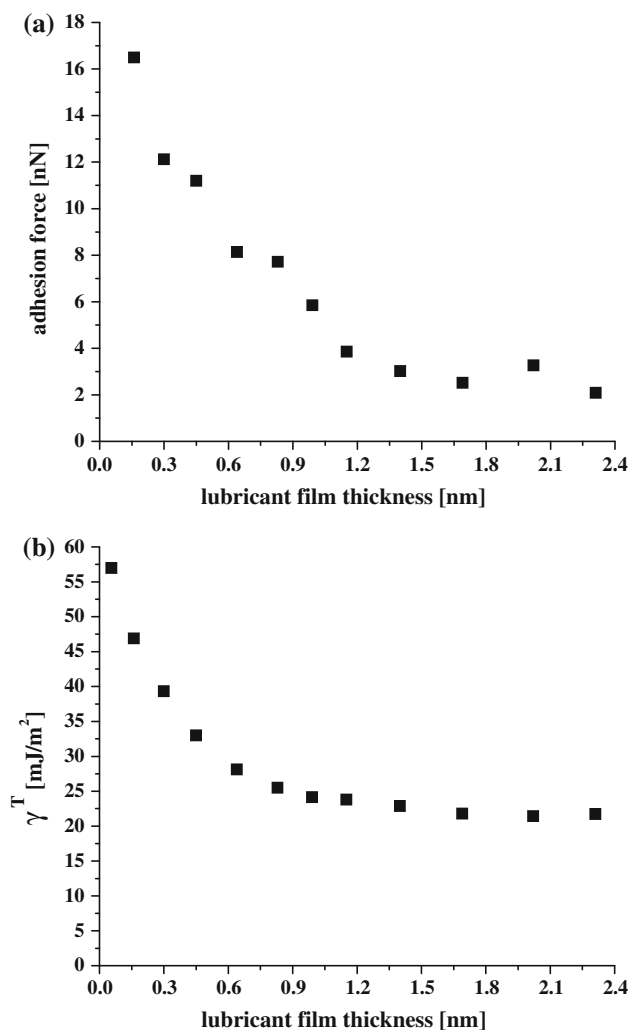 (a)
18
16
14
12
10
8
6
4
2
0
adhesion force [nN]
0.0 0.3 0.6 0.9 1.2 1.5 1.8 2.1 2.4
lubricant film thickness [nm]
(b)
60
55
50
45
40
35
30
25
20
15
10
5
0
γ^T [mJ/m²]
0.0 0.3 0.6 0.9 1.2 1.5 1.8 2.1 2.4
lubricant film thickness [nm]